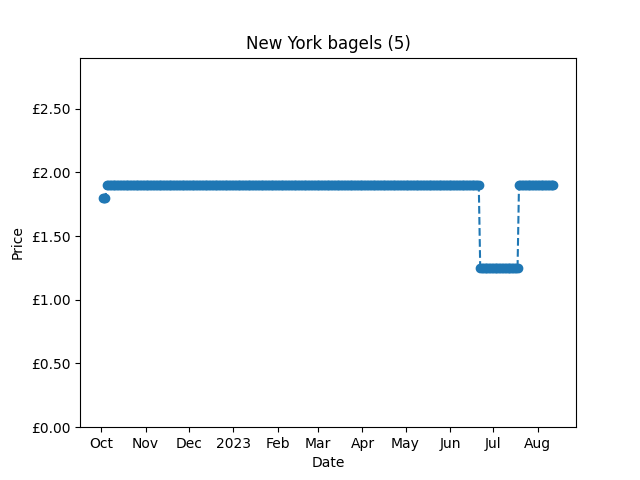 New York bagels (5)
£2.50
£2.00
£1.50
£1.00
£0.50
£0.00
Price
Oct Nov Dec 2023 Feb Mar Apr May Jun Jul Aug
Date